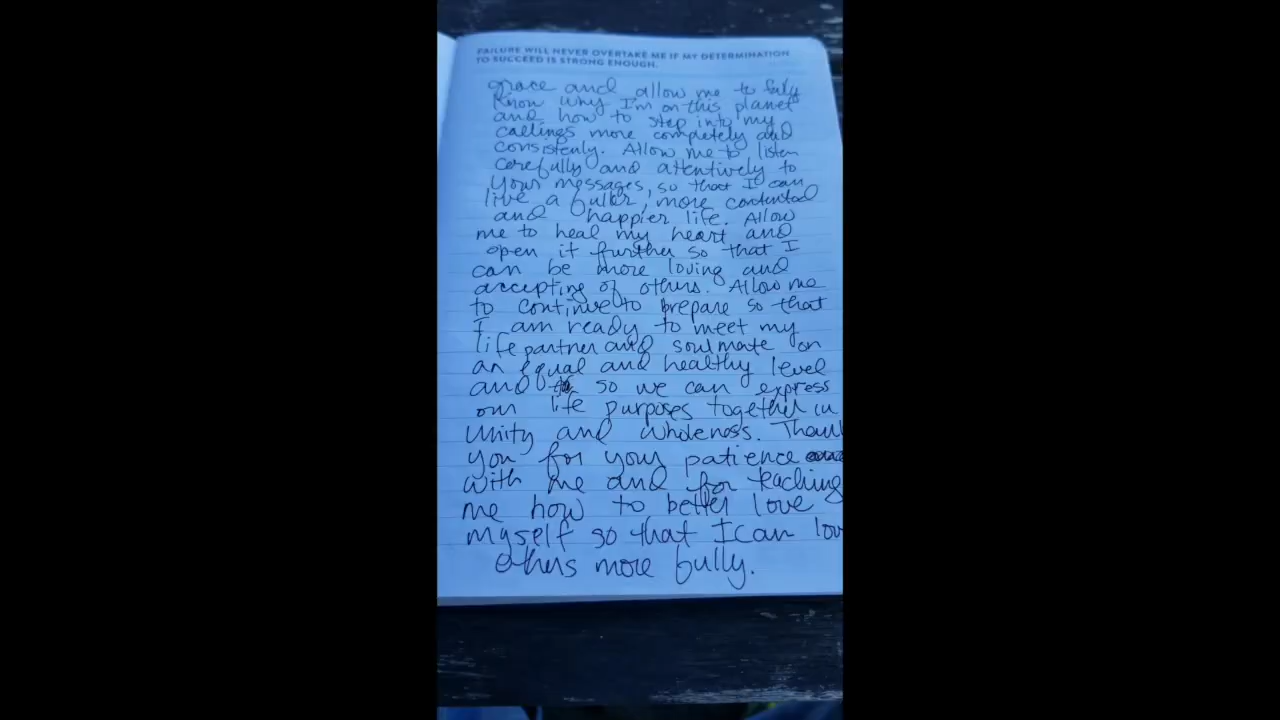 FAILURE WILL NEVER OVERTAKE ME IF MY DETERMINATION
TO SUCCEED IS STRONG ENOUGH.
grace and allow me to fully
know why I'm on this planet
and how to step into my
callings more completely and
consistenly. Allow me to listen
carefully and attentively to
your messages, so that I can
live a fuller, more contented
and happier life. Allow
me to heal my heart and
open it further so that I
can be more loving and
accepting of others. Allow me
to continue to prepare so that
I am ready to meet my
life partner and soulmate on
an equal and healthy level
and so we can express
our life purposes together in
unity and wholeness. Thank
you for your patience
with me and for teaching
me how to better love
myself so that I can lov
others more fully.